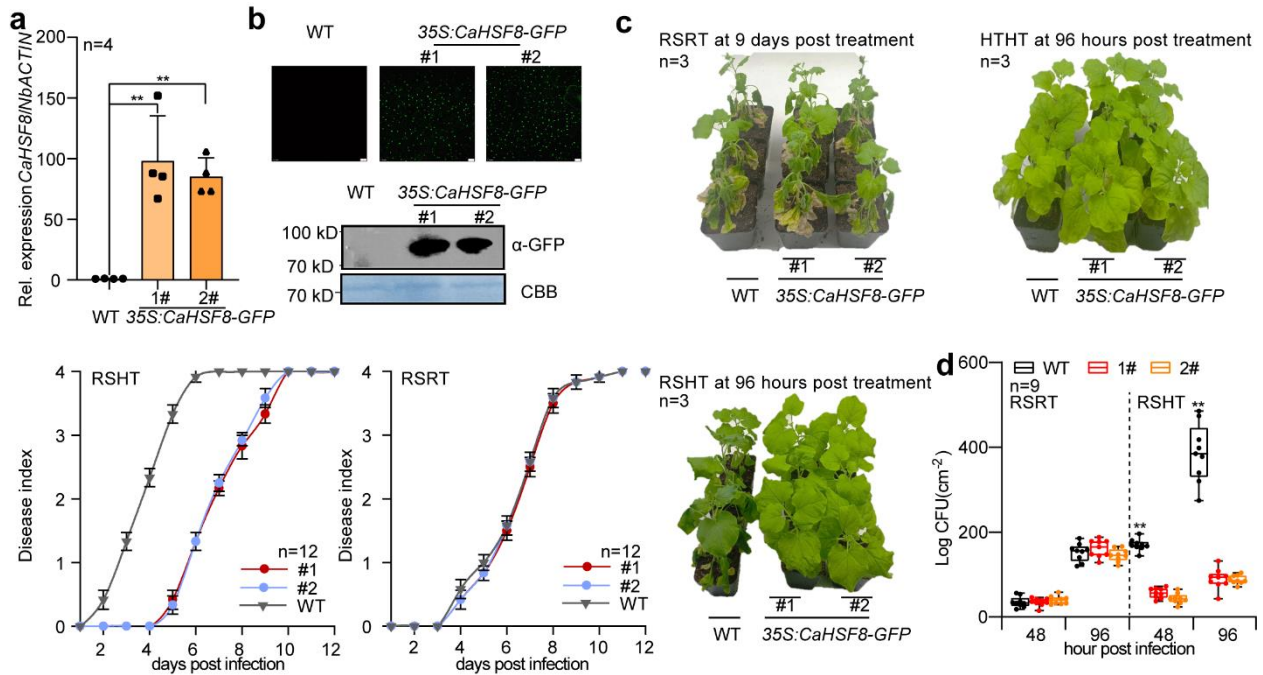 a
Rel. expression CaHSF8/NbACTIN
200
150
100
50
0
n=4
**
**
1# 2#
WT 35S:CaHSF8-GFP
b
WT 35S:CaHSF8-GFP
#1 #2
WT 35S:CaHSF8-GFP
#1 #2
100 kD
70 kD
α-GFP
70 kD
CBB
c
RSRT at 9 days post treatment
n=3
#1 #2
WT 35S:CaHSF8-GFP
HTHT at 96 hours post treatment
n=3
#1 #2
WT 35S:CaHSF8-GFP
RSHT
Disease index
4
3
2
1
0
n=12
#1
#2
WT
2 4 6 8 10 12
days post infection
RSRT
Disease index
4
3
2
1
0
n=12
#1
#2
WT
2 4 6 8 10 12
days post infection
RSHT at 96 hours post treatment
n=3
#1 #2
WT 35S:CaHSF8-GFP
d
Log CFU(cm-2)
600
400
200
0
WT 1# 2#
n=9
RSRT RSHT
**
**
48 96 48 96
hour post infection